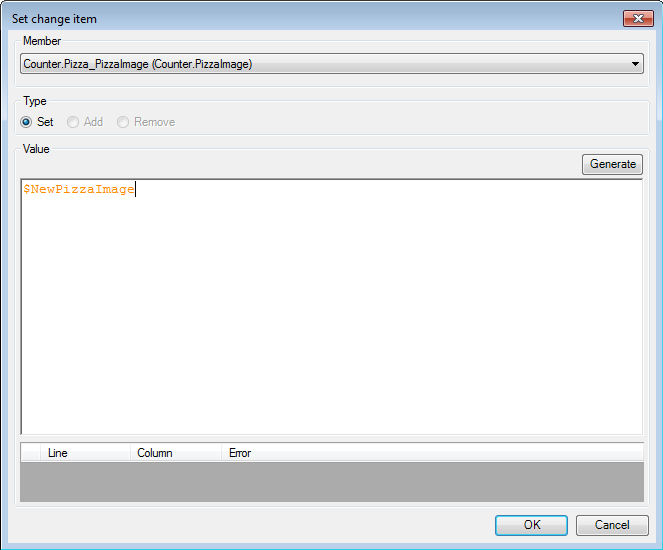 Set change item
Member
Counter.Pizza_PizzaImage (Counter.PizzaImage)
Type
Set Add Remove
Value
Generate
$NewPizzaImage
Line Column Error
OK Cancel